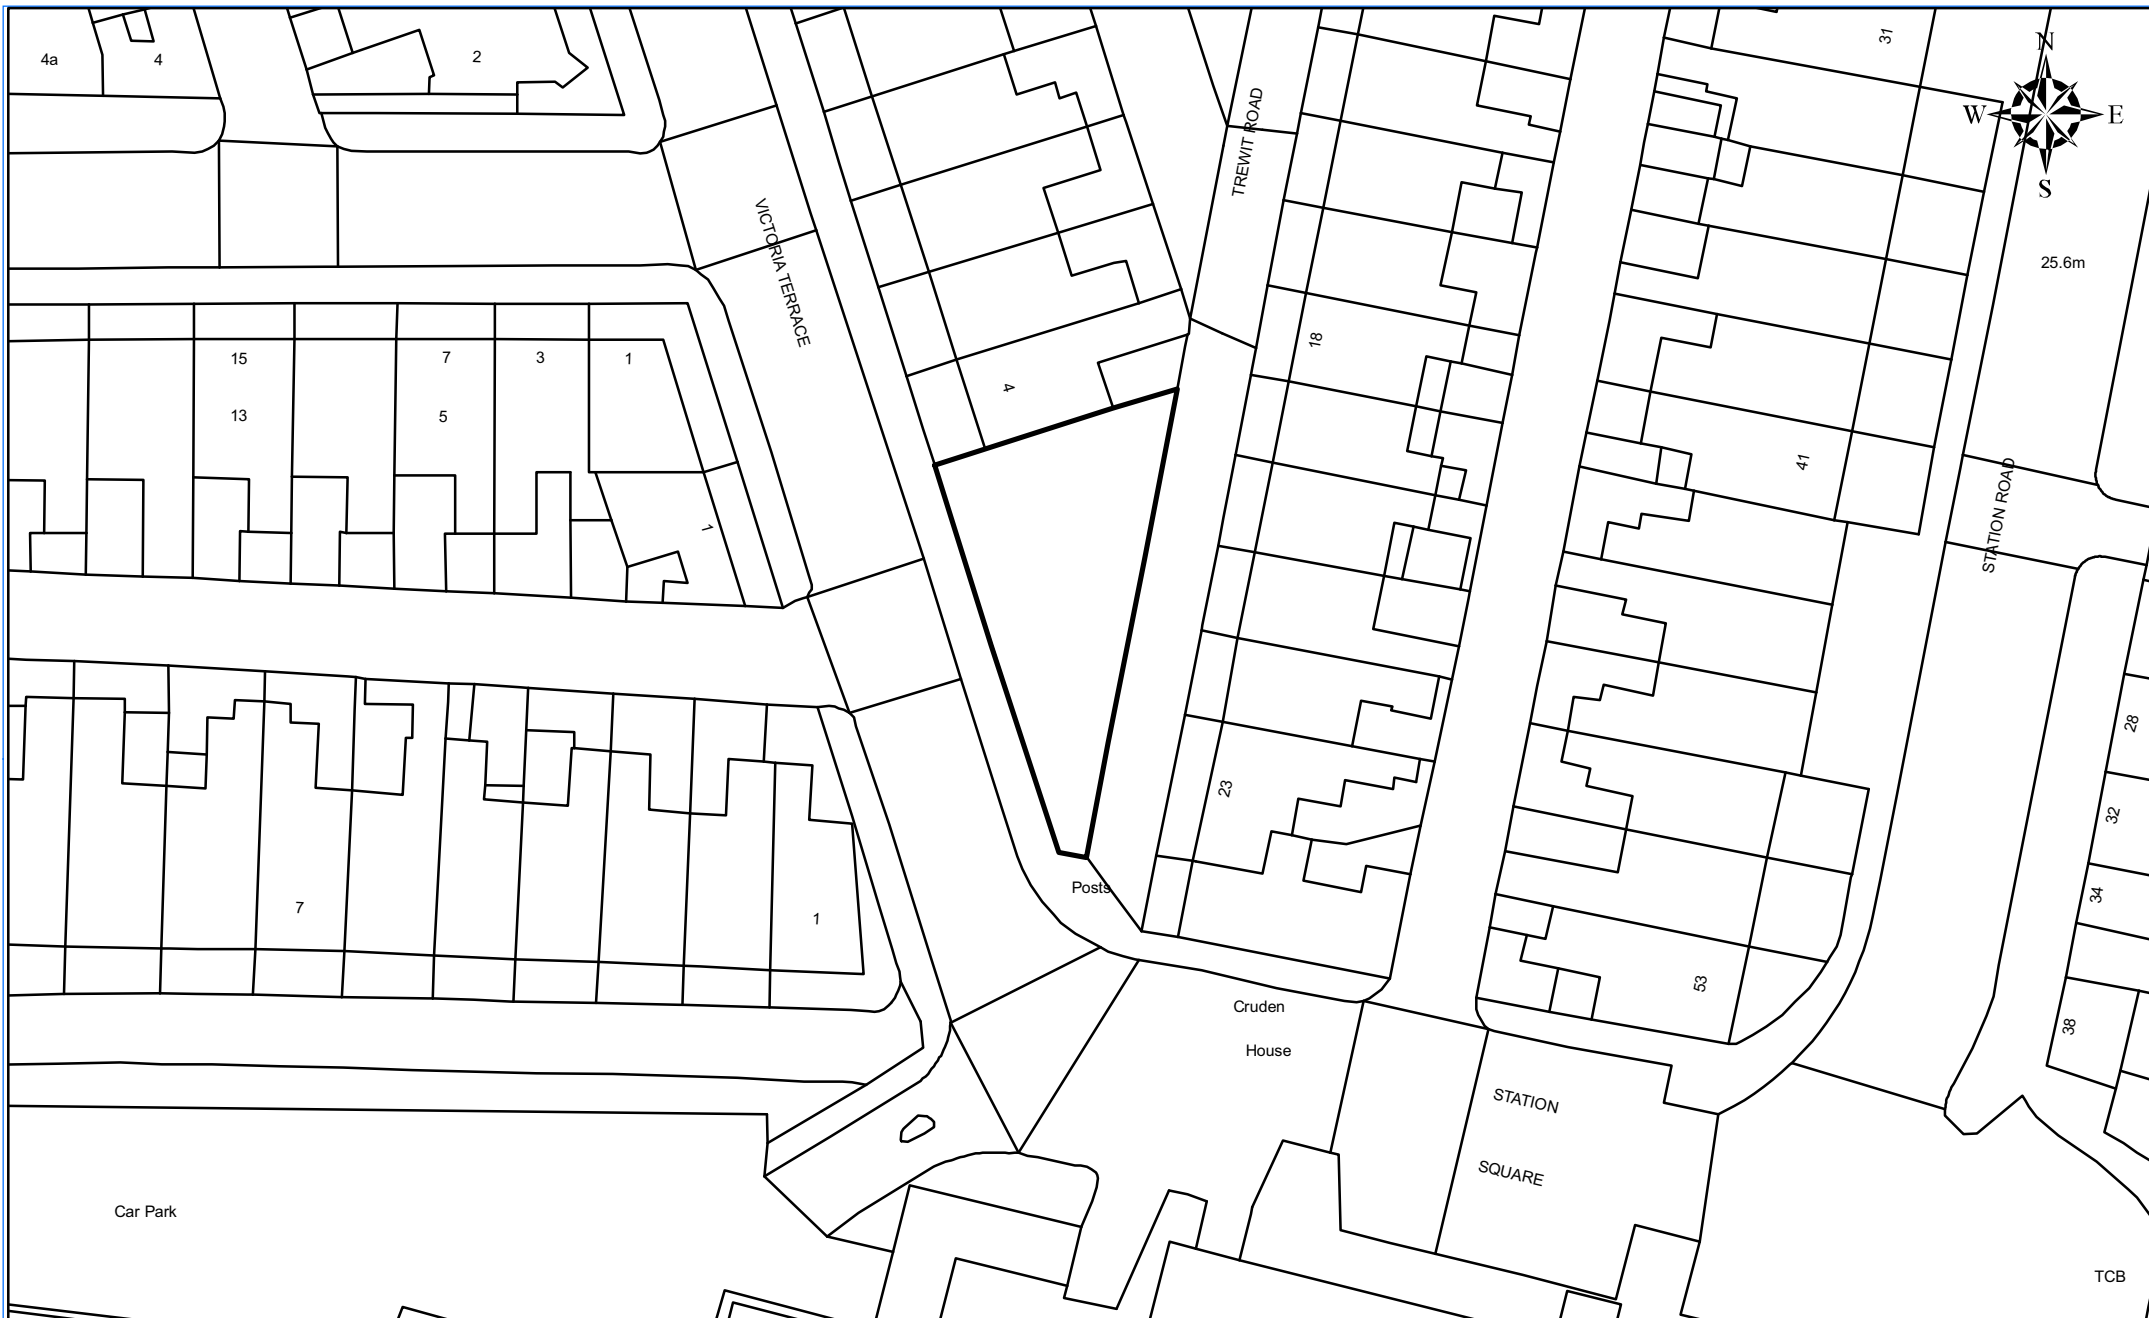 4a
4
2
31
N
W
E
S
TREWIT ROAD
VICTORIA TERRACE
25.6m
15
7
3
1
18
4
13
5
41
STATION ROAD
1
28
23
32
Posts
34
7
1
53
Cruden
House
38
STATION
SQUARE
Car Park
TCB